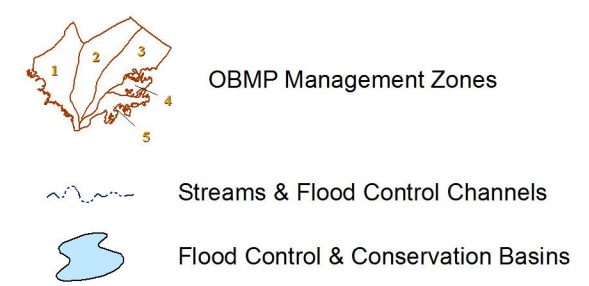 3
2
1
OBMP Management Zones
4
5
Streams & Flood Control Channels
Flood Control & Conservation Basins